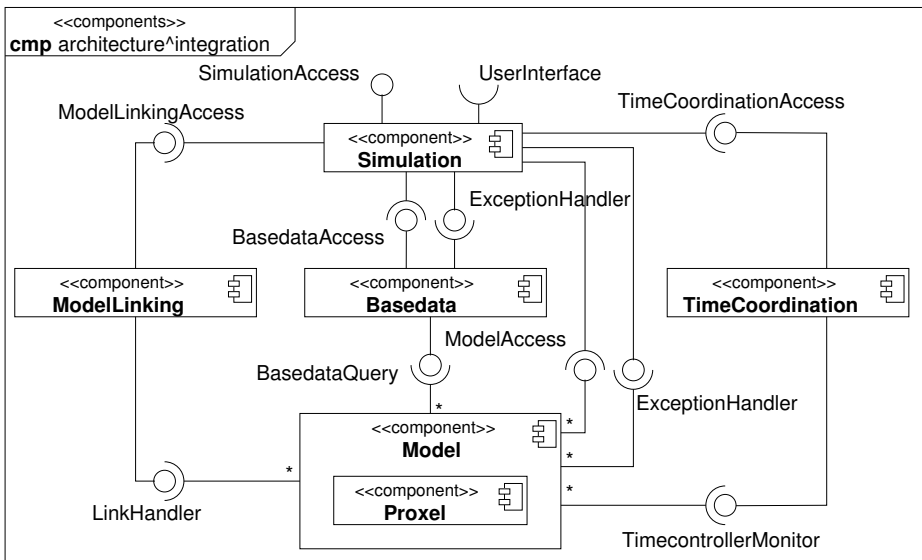 <<components>>
cmp architecture^integration
SimulationAccess
UserInterface
ModelLinkingAccess
TimeCoordinationAccess
<<component>>
Simulation
ExceptionHandler
BasedataAccess
<<component>>
ModelLinking
<<component>>
Basedata
<<component>>
TimeCoordination
ModelAccess
BasedataQuery
ExceptionHandler
*
<<component>>
Model
*
*
*
*
<<component>>
Proxel
LinkHandler
TimecontrollerMonitor